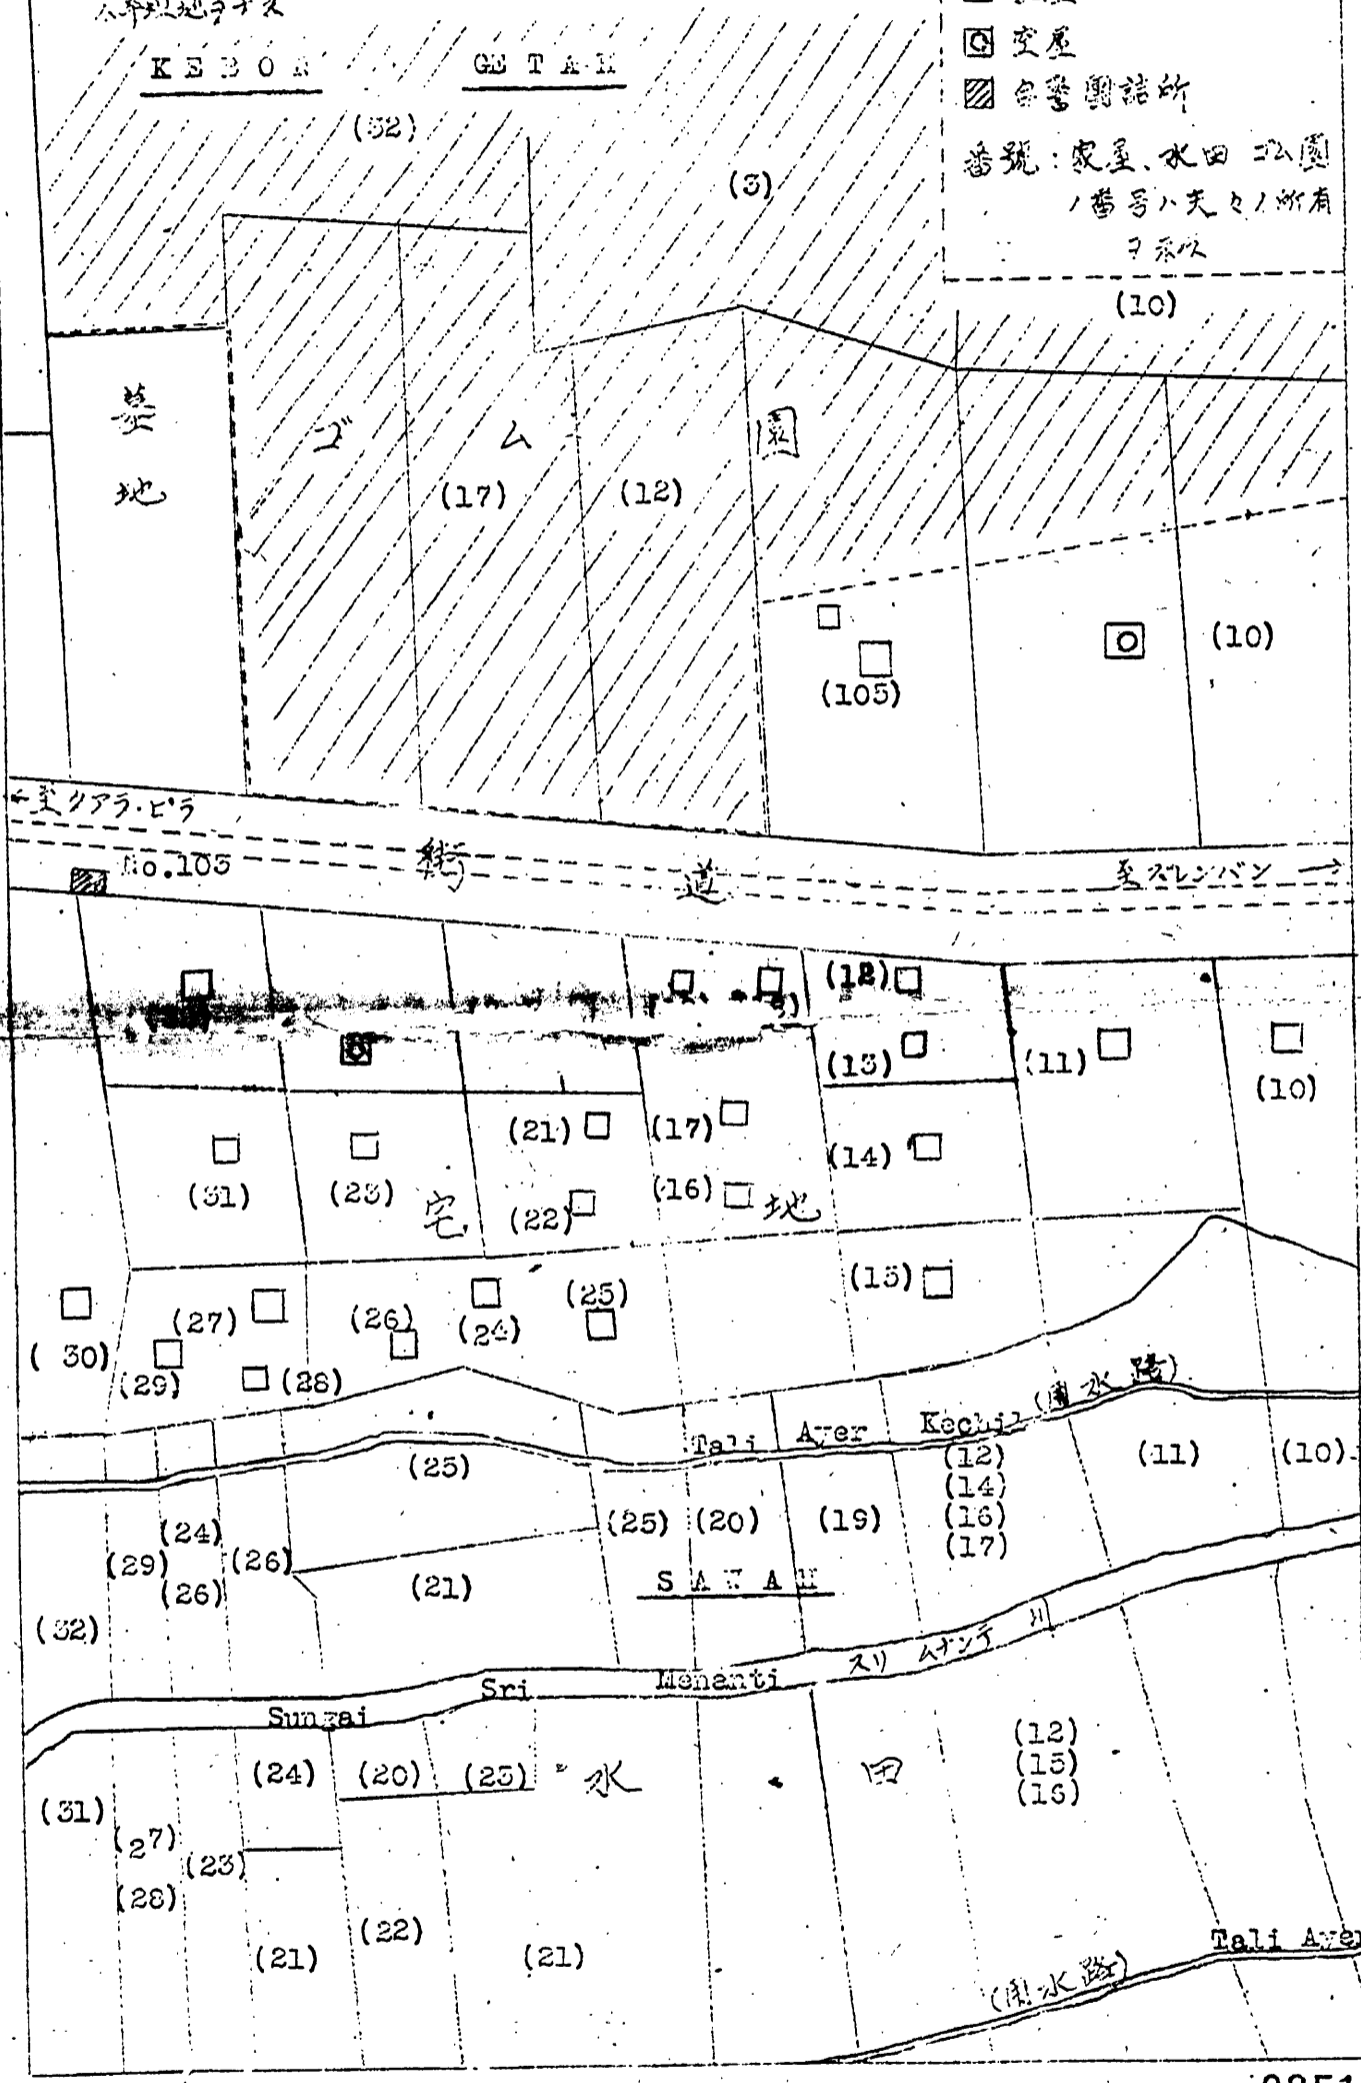 空屋
自警團詰所
番號：家屋、水田 ゴム園
ノ番号ハ夫々ノ所有
ヲ示ス
KEBON GETAH
(32)
(3)
(10)
墓地
ゴム園
(17)
(12)
(10)
(105)
←至クアラ・ピラ
No.105
街道
至スレンバン→
(12)
(13)
(11)
(10)
(21)
(17)
(14)
(31)
(23)
宅地
(22)
(16)
(15)
(30)
(29)
(27)
(28)
(26)
(24)
(25)
Tali Ayer Kechil (用水路)
(25)
(12)
(14)
(16)
(17)
(11)
(10)
(24)
(29)
(26)
(26)
(25)
(20)
(19)
(21)
SAWAH
(32)
Sungai Sri Menanti スリ ムナンテ 川
(24)
(20)
(23)
水田
(12)
(15)
(16)
(31)
(27)
(28)
(23)
(22)
(21)
(21)
Tali Ayer
(用水路)